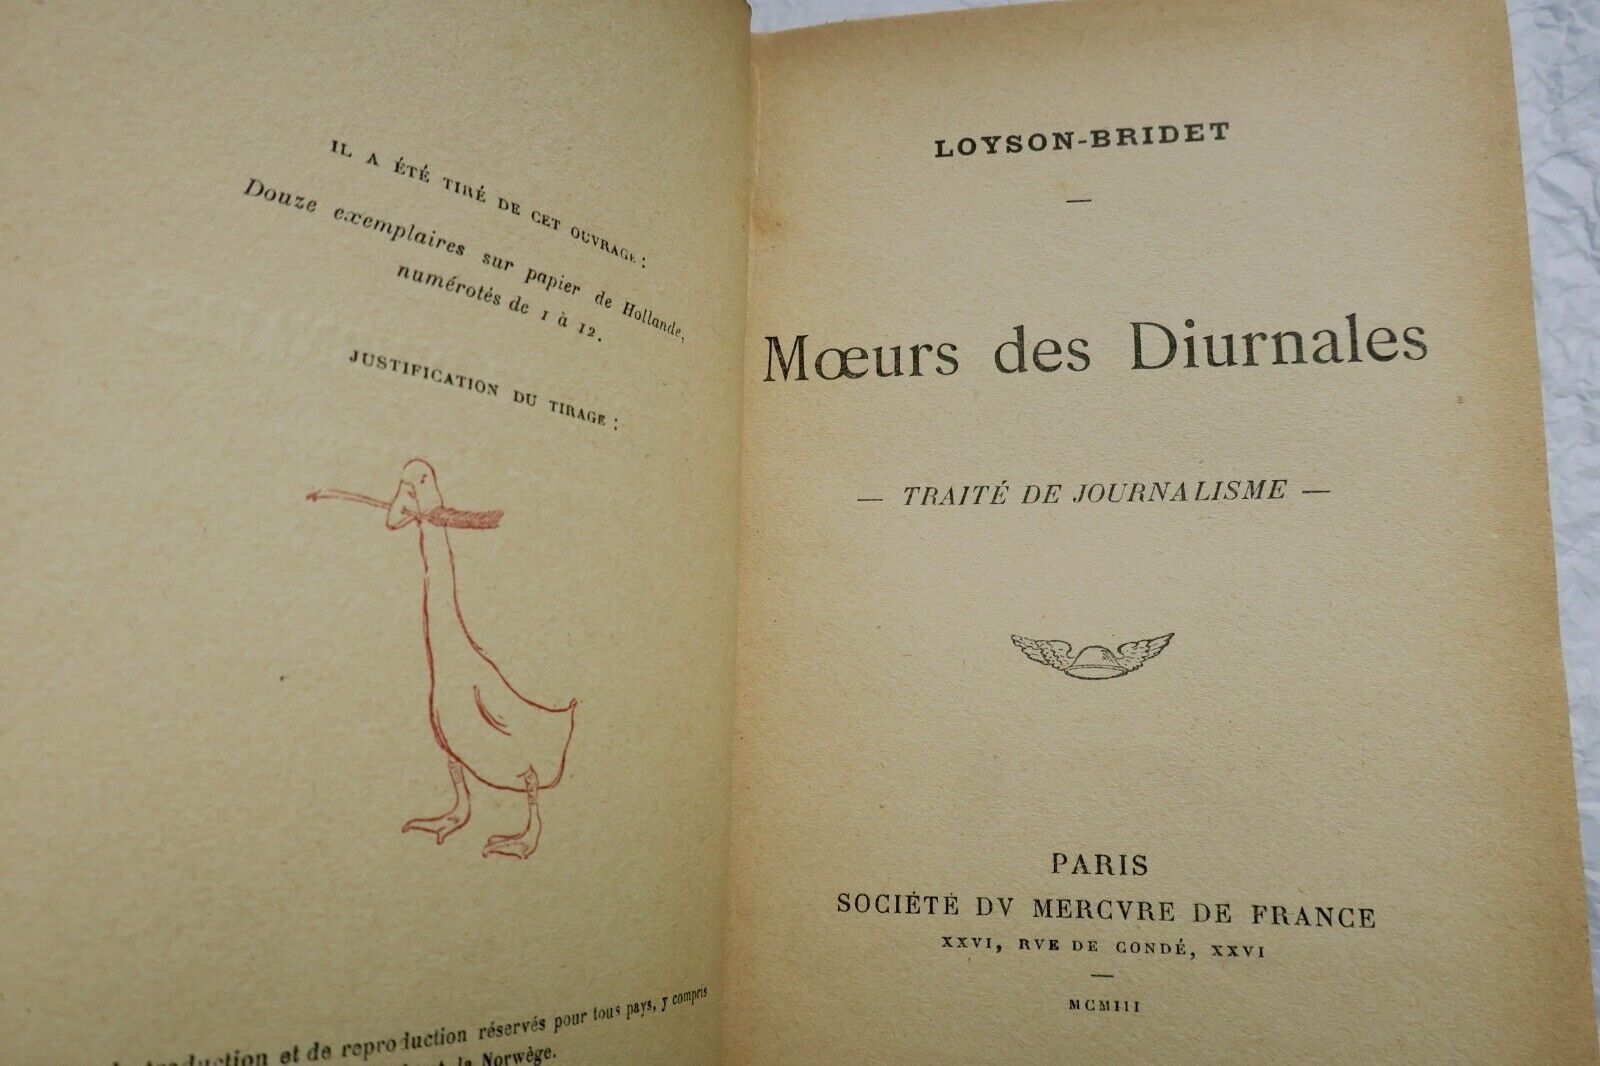 IL A ÉTÉ TIRÉ DE CET OUVRAGE :
Douze exemplaires sur papier de Hollande,
numérotés de 1 à 12.
JUSTIFICATION DU TIRAGE :
et de reproduction réservés pour tous pays, y compris
la Norwège.
LOYSON-BRIDET
—
Mœurs des Diurnales
— TRAITÉ DE JOURNALISME —
PARIS
SOCIÉTÉ DV MERCVRE DE FRANCE
XXVI, RVE DE CONDÉ, XXVI
—
MCMIII